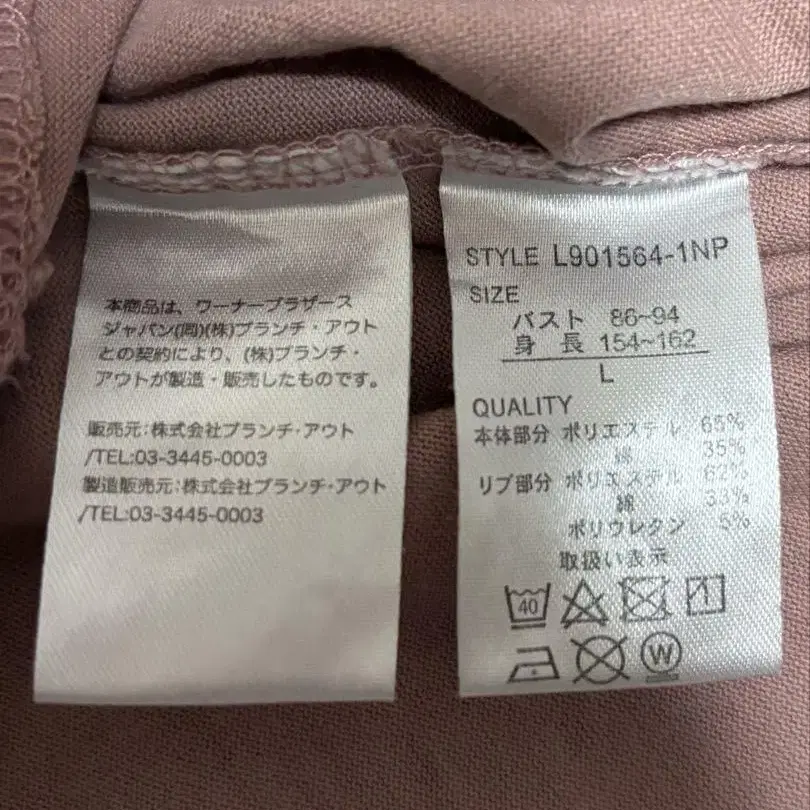 本商品は、ワーナーブラザース
ジャパン(同)(株)ブランチ・アウト
との契約により、(株)ブランチ・
アウトが製造・販売したものです。
販売元:株式会社ブランチ・アウト
/TEL:03-3445-0003
製造販売元:株式会社ブランチ・アウト
/TEL:03-3445-0003
STYLE L901564-1NP
SIZE
バスト 86~94
身長 154~162
L
QUALITY
本体部分 ポリエステル 65%
綿 35%
リブ部分 ポリエステル 62%
綿 33%
ポリウレタン 5%
取扱い表示
40
W